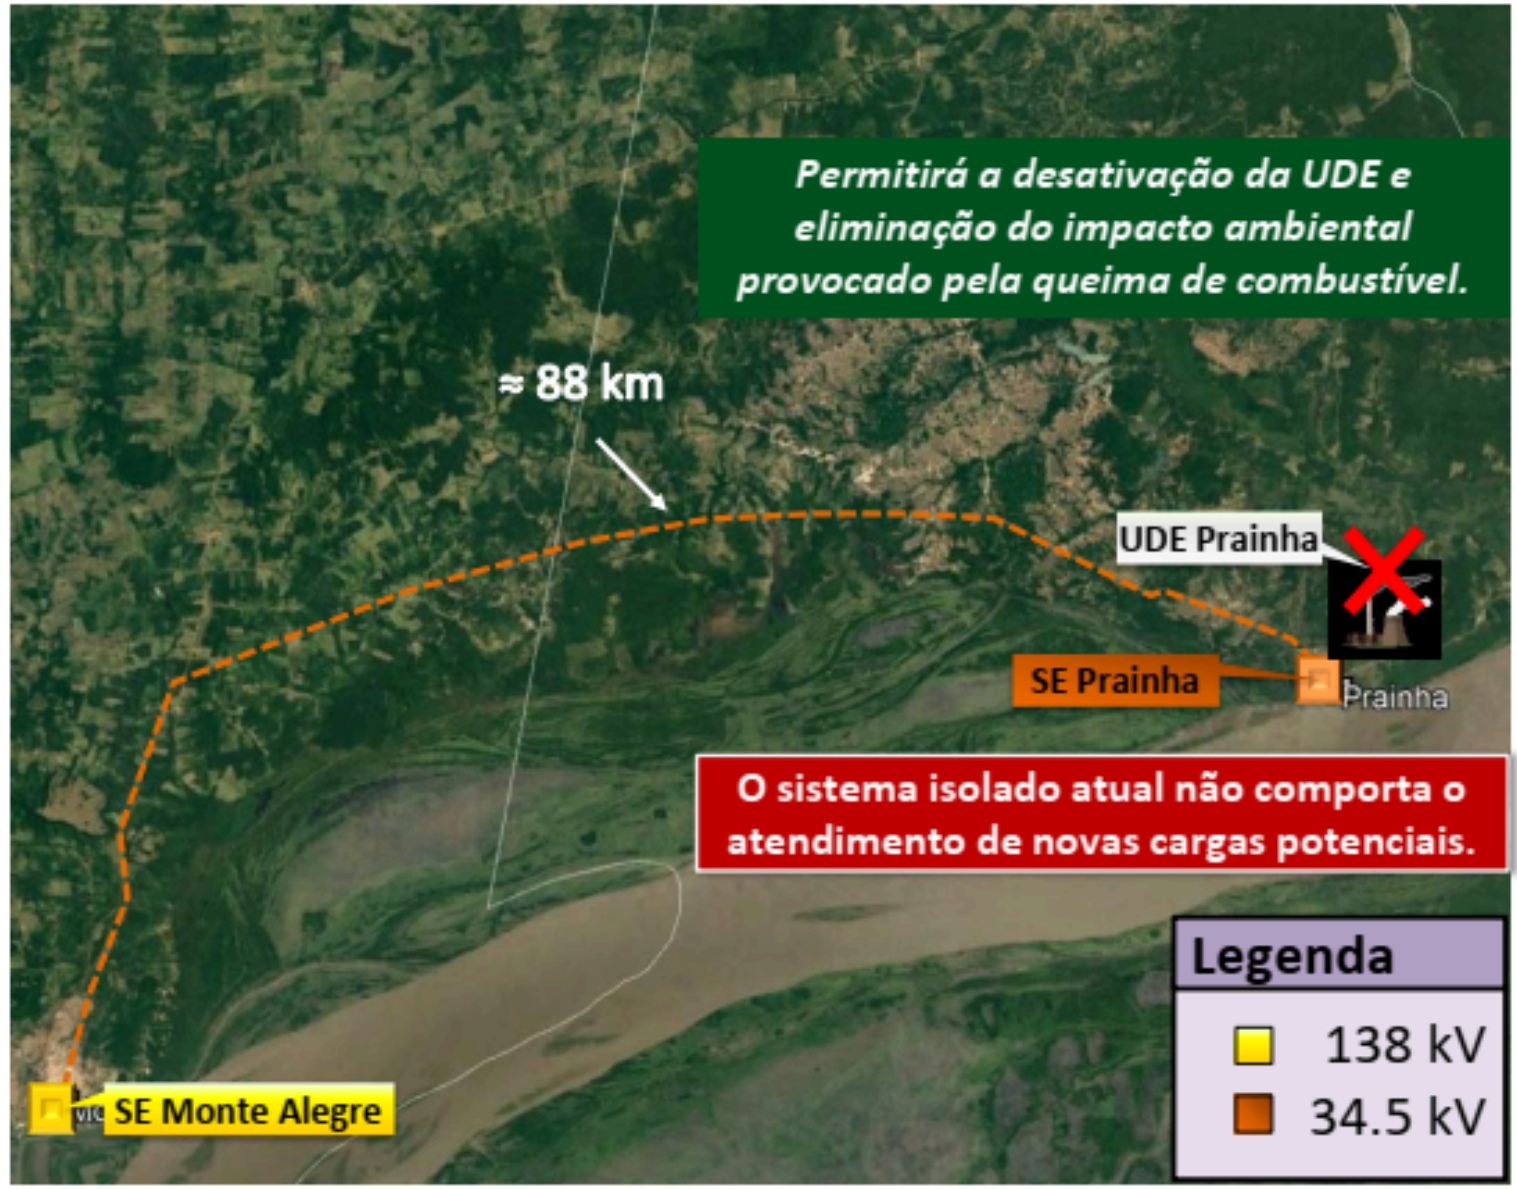 Permitirá a desativação da UDE e
eliminação do impacto ambiental
provocado pela queima de combustível.
≈ 88 km
UDE Prainha
SE Prainha
Prainha
O sistema isolado atual não comporta o
atendimento de novas cargas potenciais.
Legenda
138 kV
34.5 kV
SE Monte Alegre